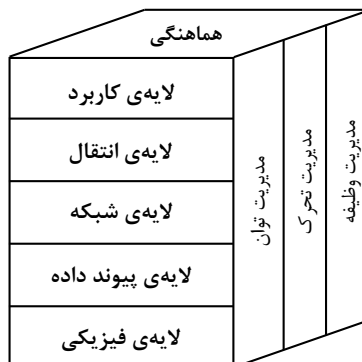 هماهنگی
لایه‌ی کاربرد
لایه‌ی انتقال
لایه‌ی شبکه
لایه‌ی پیوند داده
لایه‌ی فیزیکی
مدیریت توان
مدیریت تحرک
مدیریت وظیفه